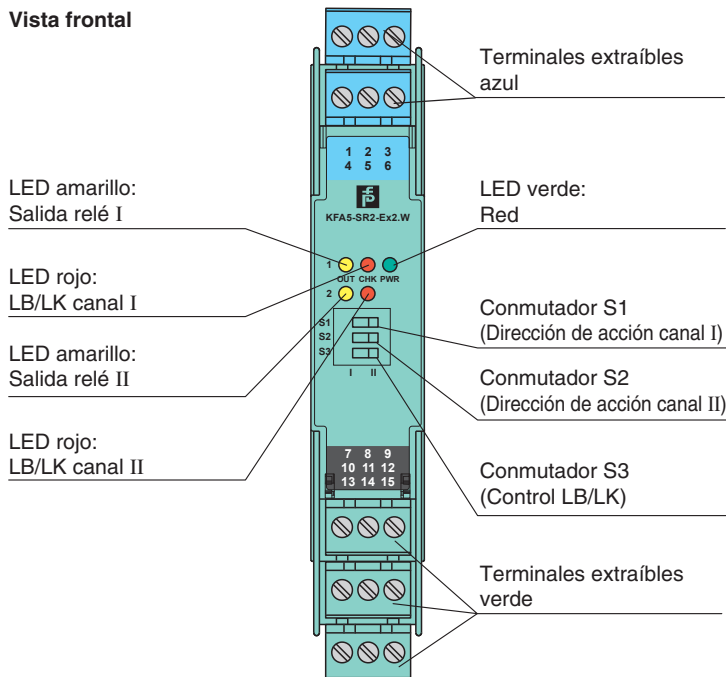 Vista frontal
Terminales extraíbles
azul
1 2 3
4 5 6
LED amarillo:
Salida relé I
LED verde:
Red
KFA5-SR2-Ex2.W
1
OUT CHK PWR
2
LED rojo:
LB/LK canal I
Conmutador S1
(Dirección de acción canal I)
S1
S2
S3
I II
LED amarillo:
Salida relé II
Conmutador S2
(Dirección de acción canal II)
LED rojo:
LB/LK canal II
7 8 9
10 11 12
13 14 15
Conmutador S3
(Control LB/LK)
Terminales extraíbles
verde